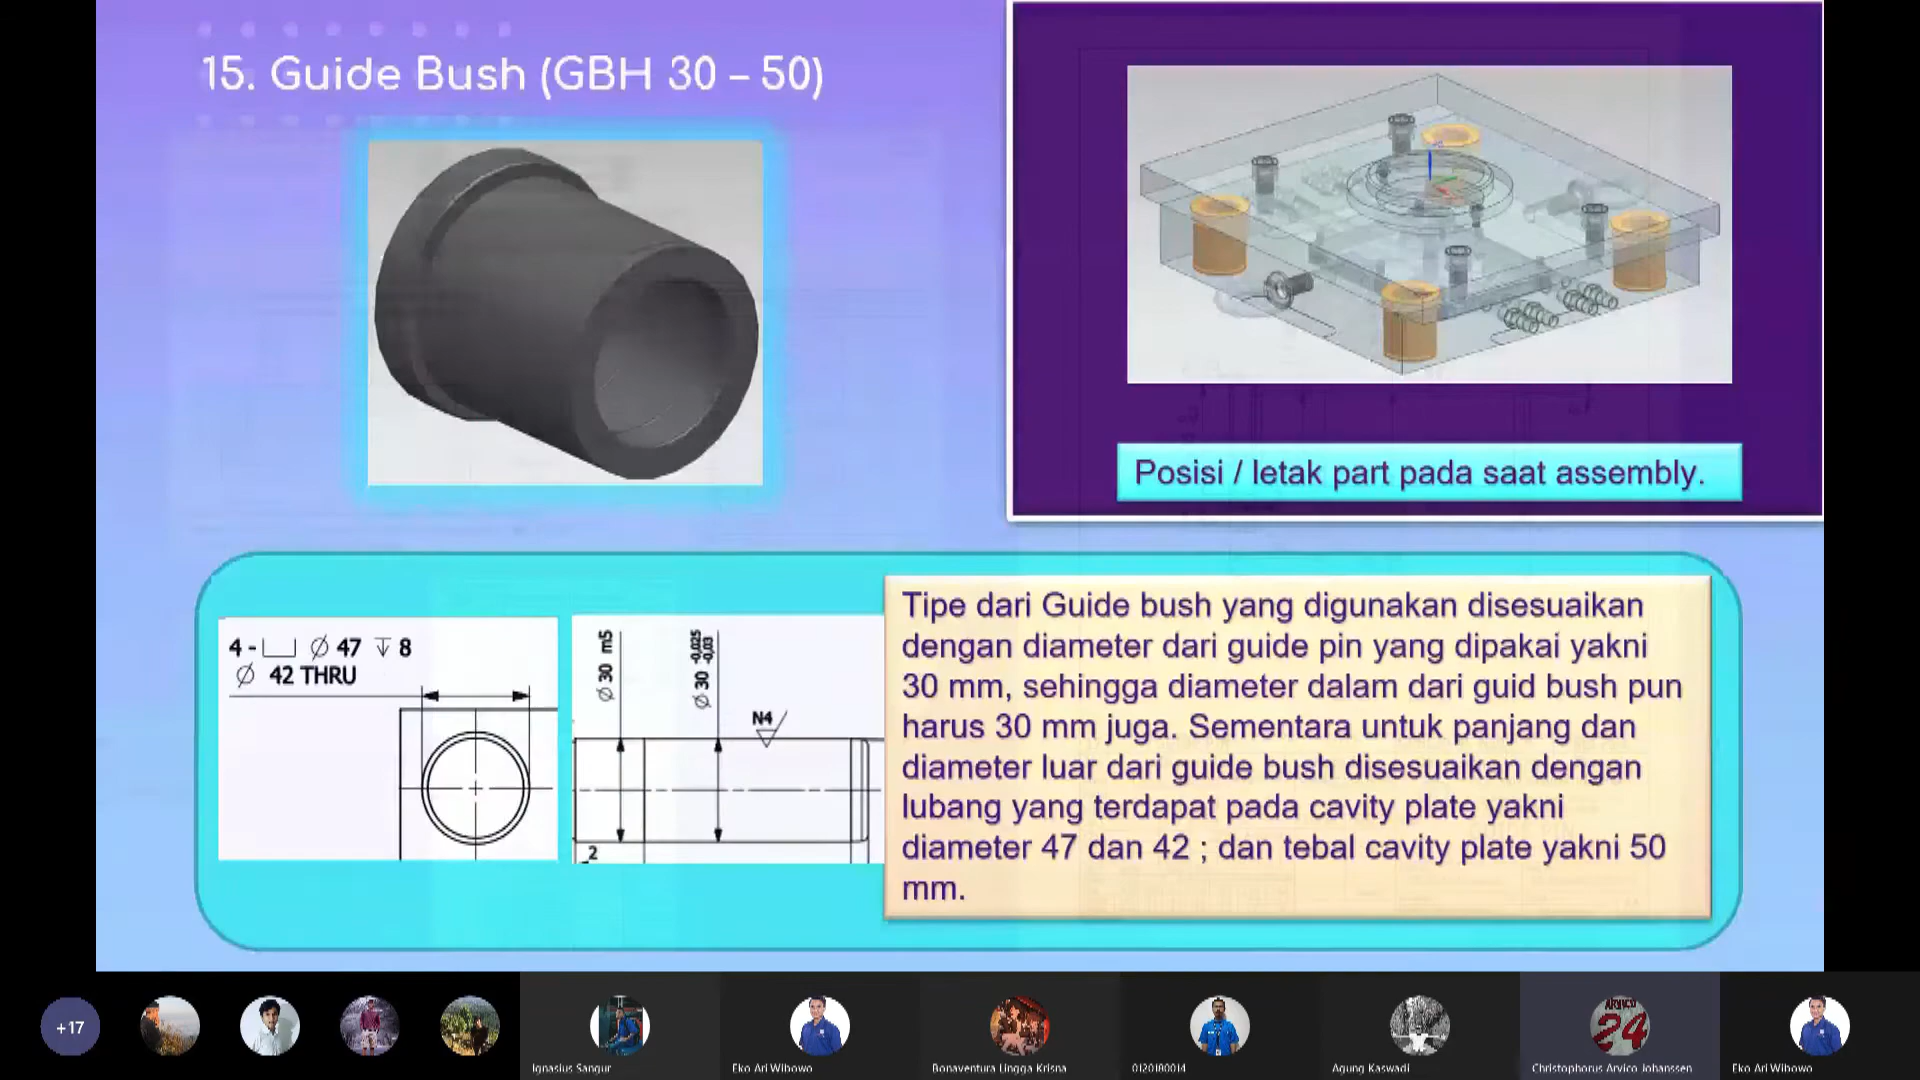 15. Guide Bush (GBH 30 – 50)
Posisi / letak part pada saat assembly.
4 - ⌴ ∅ 47 ↧ 8
∅ 42 THRU
∅ 30 m5
∅ 30 -0,025 -0,03
N4
2
Tipe dari Guide bush yang digunakan disesuaikan
dengan diameter dari guide pin yang dipakai yakni
30 mm, sehingga diameter dalam dari guid bush pun
harus 30 mm juga. Sementara untuk panjang dan
diameter luar dari guide bush disesuaikan dengan
lubang yang terdapat pada cavity plate yakni
diameter 47 dan 42 ; dan tebal cavity plate yakni 50
mm.
+17
Ignasius Sangur
Eko Ari Wibowo
Bonaventura Lingga Krisna
0120180014
Agung Kaswadi
ARVICO
24
Christophorus Arvico Johanssen
Eko Ari Wibowo